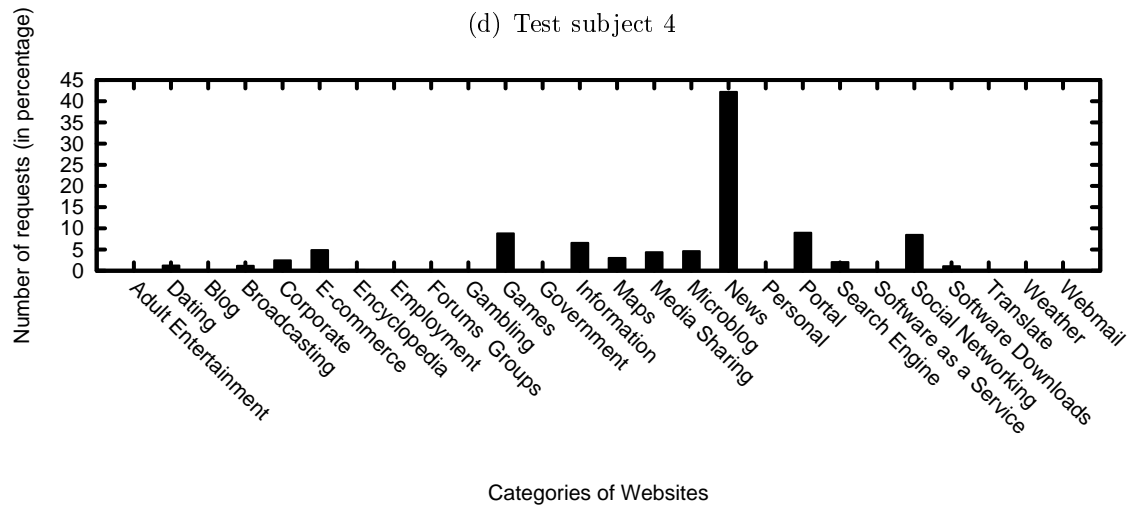 (d) Test subject 4
Number of requests (in percentage)
45
40
35
30
25
20
15
10
5
0
Adult Entertainment
Dating
Blog
Broadcasting
Corporate
E-commerce
Encyclopedia
Employment
Forums Groups
Gambling
Games
Government
Information
Maps
Media Sharing
Microblog
News
Personal
Portal
Search Engine
Software as a Service
Social Networking
Software Downloads
Translate
Weather
Webmail
Categories of Websites